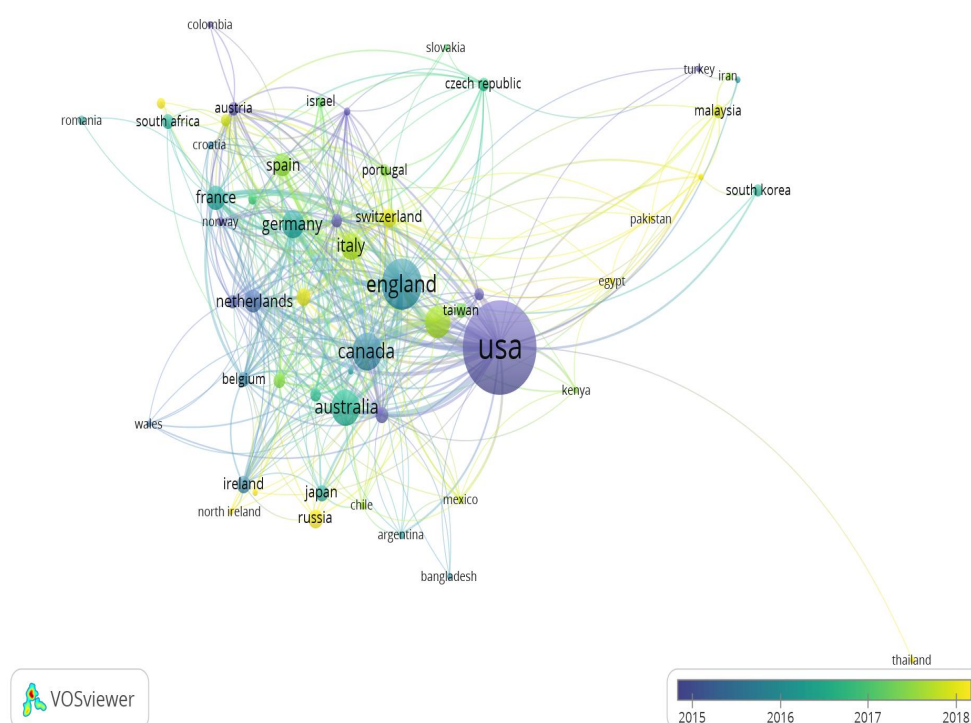 colombia
slovakia
czech republic
turkey
iran
israel
austria
malaysia
romania
south africa
croatia
spain
portugal
south korea
france
norway
germany
switzerland
pakistan
italy
england
egypt
netherlands
taiwan
canada
usa
belgium
kenya
australia
wales
ireland
japan
chile
mexico
north ireland
russia
argentina
bangladesh
thailand
VOSviewer
2015 2016 2017 2018